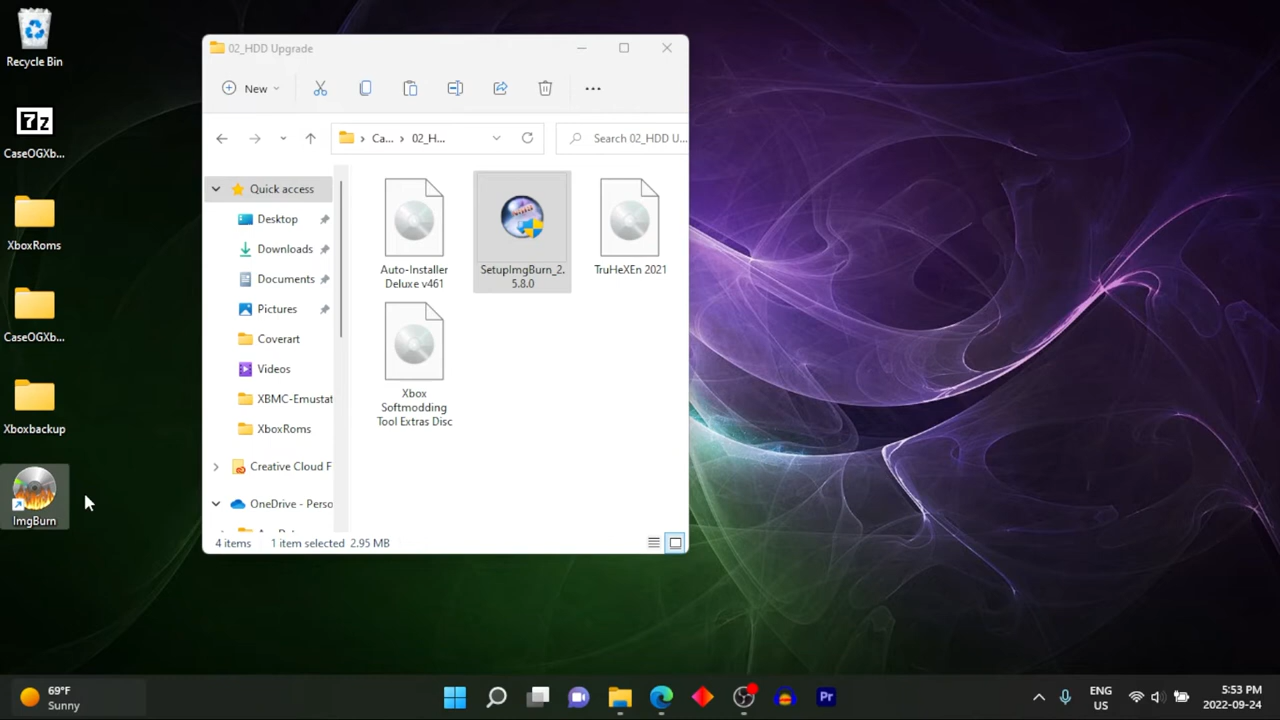 Recycle Bin
7z
CaseOGXb...
XboxRoms
CaseOGXb...
Xboxbackup
ImgBurn
02_HDD Upgrade
New
Ca...
02_H...
Search 02_HDD U...
Quick access
Desktop
Downloads
Documents
Pictures
Coverart
Videos
XBMC-Emustat
XboxRoms
Creative Cloud F
OneDrive - Perso
Auto-Installer
Deluxe v461
SetupImgBurn_2.
5.8.0
TruHeXEn 2021
Xbox
Softmodding
Tool Extras Disc
4 items
1 item selected
2.95 MB
69°F
Sunny
Pr
ENG
US
5:53 PM
2022-09-24